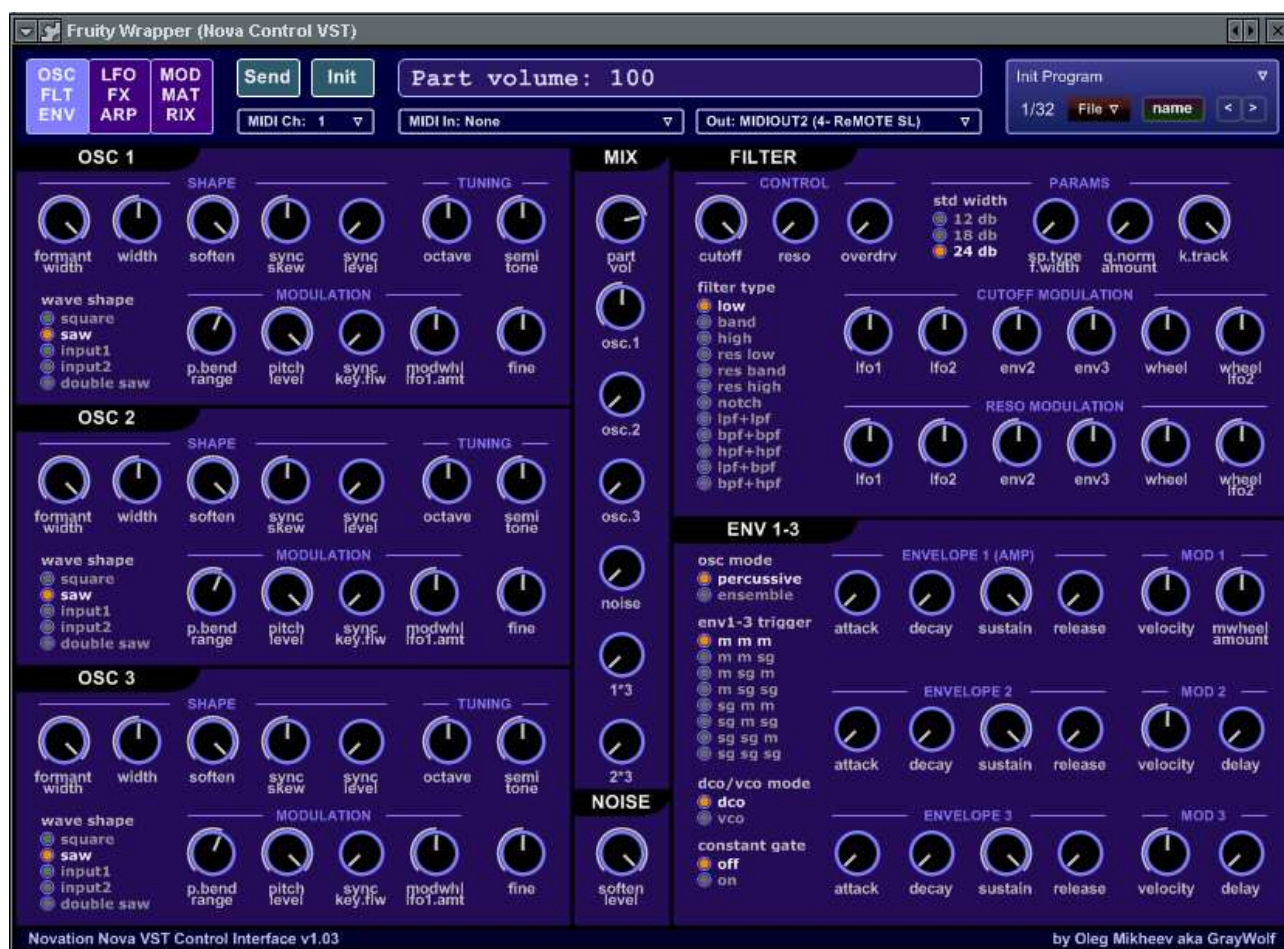 Fruity Wrapper (Nova Control VST)
OSC FLT ENV
LFO FX ARP
MOD MAT RIX
Send
Init
Part volume: 100
MIDI Ch: 1
MIDI In: None
Out: MIDIOUT2 (4- ReMOTE SL)
Init Program
1/32
File
name
< >
OSC 1
SHAPE
TUNING
formant width
width
soften
sync skew
sync level
octave
semi tone
wave shape
square
saw
input1
input2
double saw
MODULATION
p.bend range
pitch level
sync key.flw
modwhl lfo1.amt
fine
OSC 2
SHAPE
TUNING
formant width
width
soften
sync skew
sync level
octave
semi tone
wave shape
square
saw
input1
input2
double saw
MODULATION
p.bend range
pitch level
sync key.flw
modwhl lfo1.amt
fine
OSC 3
SHAPE
TUNING
formant width
width
soften
sync skew
sync level
octave
semi tone
wave shape
square
saw
input1
input2
double saw
MODULATION
p.bend range
pitch level
sync key.flw
modwhl lfo1.amt
fine
MIX
part vol
osc.1
osc.2
osc.3
noise
1*3
2*3
NOISE
soften level
FILTER
CONTROL
cutoff
reso
overdrv
std width
12 db
18 db
24 db
PARAMS
sp.type f.width
q.norm amount
k.track
filter type
low
band
high
res low
res band
res high
notch
lpf+lpf
bpf+bpf
hpf+hpf
lpf+bpf
bpf+hpf
CUTOFF MODULATION
lfo1
lfo2
env2
env3
wheel
wheel lfo2
RESO MODULATION
lfo1
lfo2
env2
env3
wheel
wheel lfo2
ENV 1-3
osc mode
percussive
ensemble
env1-3 trigger
m m m
m m sg
m sg m
m sg sg
sg m m
sg m sg
sg sg m
sg sg sg
dco/vco mode
dco
vco
constant gate
off
on
ENVELOPE 1 (AMP)
attack
decay
sustain
release
MOD 1
velocity
mwheel amount
ENVELOPE 2
attack
decay
sustain
release
MOD 2
velocity
delay
ENVELOPE 3
attack
decay
sustain
release
MOD 3
velocity
delay
Novation Nova VST Control Interface v1.03
by Oleg Mikheev aka GrayWolf